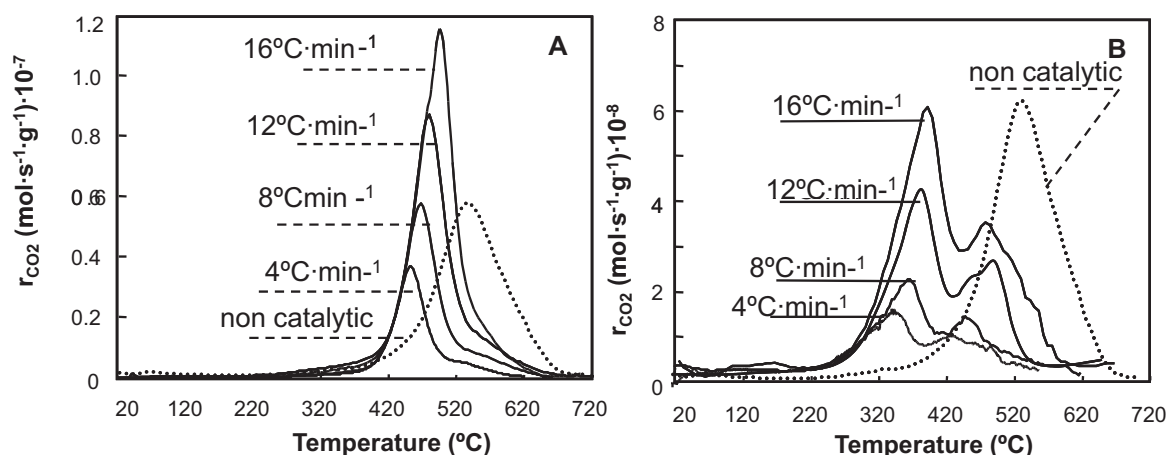 A
r_CO2 (mol·s-1·g-1)·10-7
1.2
1.0
0.8
0.6
0.4
0.2
0
16ºC·min-1
12ºC·min-1
8ºCmin -1
4ºC·min-1
non catalytic
20 120 220 320 420 520 620 720
Temperature (ºC)
B
r_CO2 (mol·s-1·g-1)·10-8
8
6
4
2
0
non catalytic
16ºC·min-1
12ºC·min-1
8ºC·min-1
4ºC·min-1
20 120 220 320 420 520 620 720
Temperature (ºC)